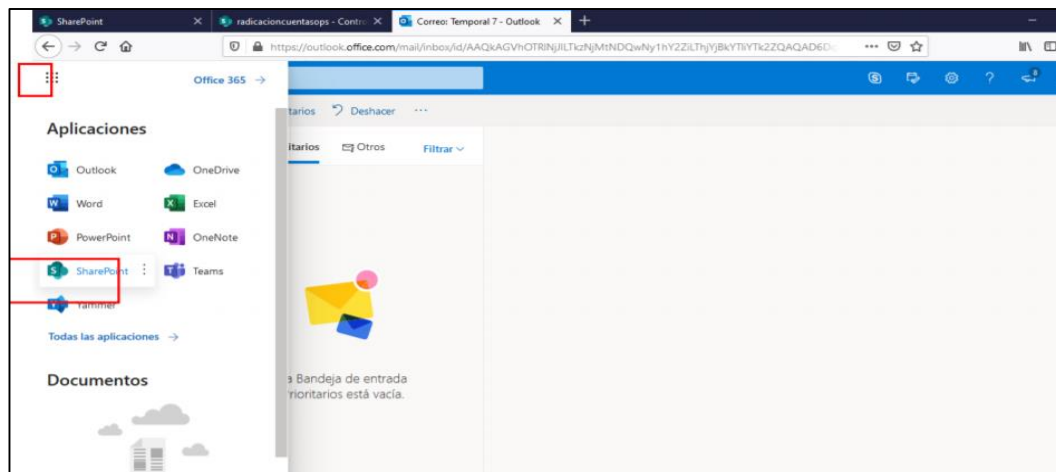 SharePoint
radicacioncuentasops - Contro
Correo: Temporal 7 - Outlook
https://outlook.office.com/mail/inbox/id/
Office 365 →
tarios Deshacer ...
Aplicaciones
itarios Otros Filtrar
Outlook OneDrive
Word Excel
PowerPoint OneNote
SharePoint Teams
Yammer
Todas las aplicaciones →
Documentos
a Bandeja de entrada
rioritarios está vacía.